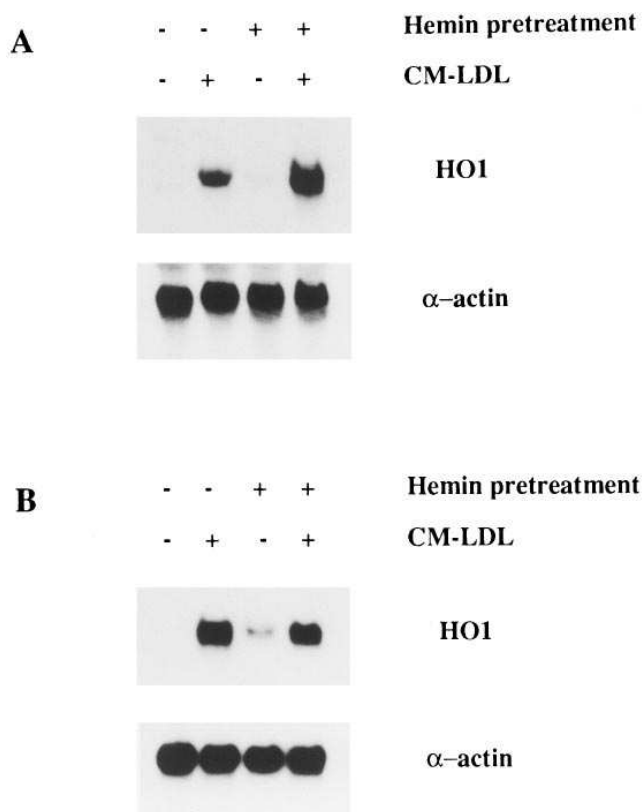 A
- - + + Hemin pretreatment
- + - + CM-LDL
HO1
α–actin
B
- - + + Hemin pretreatment
- + - + CM-LDL
HO1
α–actin